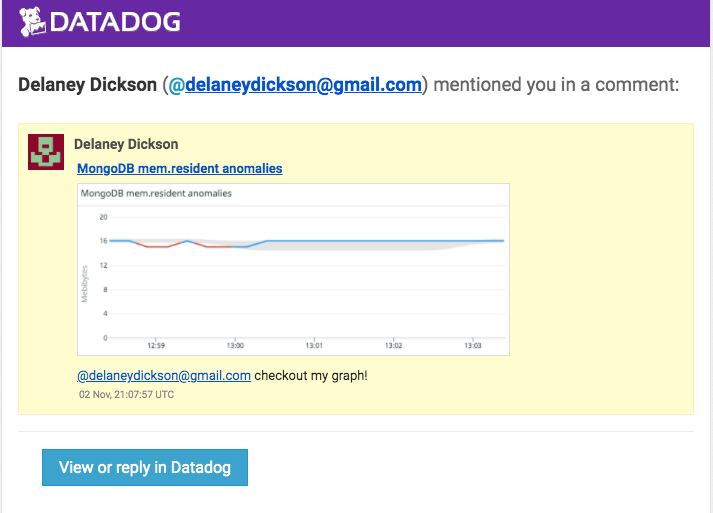 DATADOG
Delaney Dickson (@delaneydickson@gmail.com) mentioned you in a comment:
Delaney Dickson
MongoDB mem.resident anomalies
MongoDB mem.resident anomalies
20
16
12
8
4
0
Mebibytes
12:59 13:00 13:01 13:02 13:03
@delaneydickson@gmail.com checkout my graph!
02 Nov, 21:07:57 UTC
View or reply in Datadog